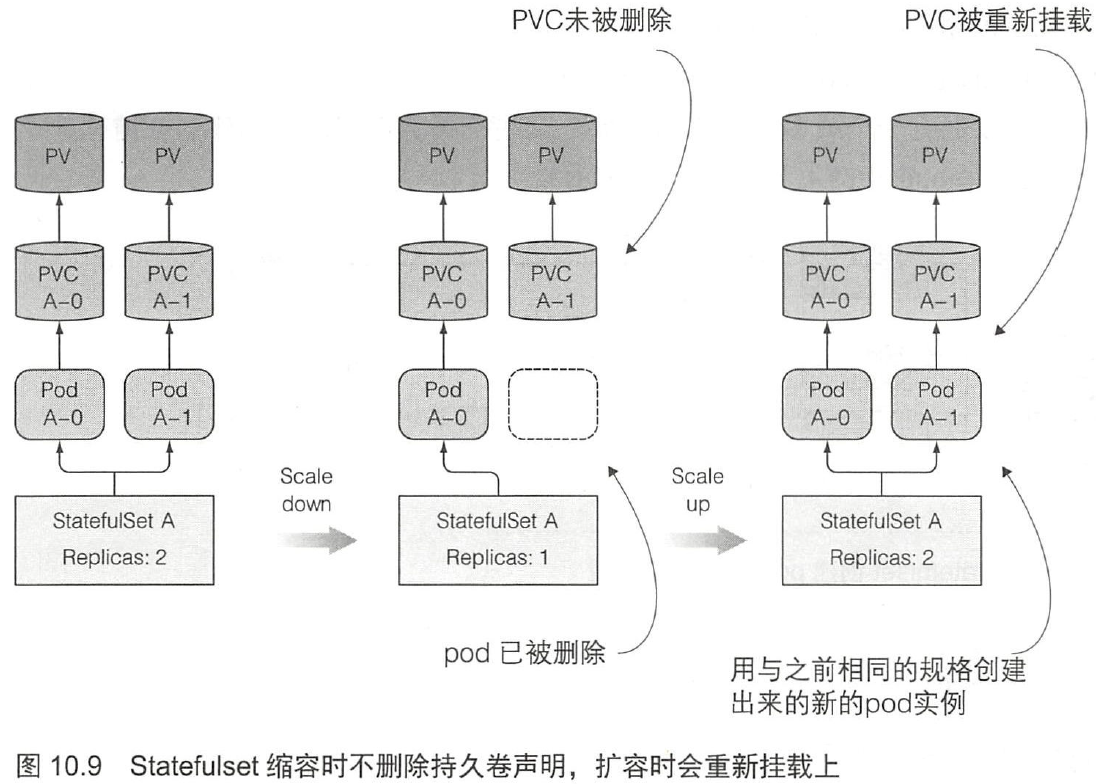 PVC未被删除
PVC被重新挂载
PV
PV
PV
PV
PV
PV
PVC
A-0
PVC
A-1
PVC
A-0
PVC
A-1
PVC
A-0
PVC
A-1
Pod
A-0
Pod
A-1
Pod
A-0
Pod
A-0
Pod
A-1
Scale
down
Scale
up
StatefulSet A
Replicas: 2
StatefulSet A
Replicas: 1
StatefulSet A
Replicas: 2
pod 已被删除
用与之前相同的规格创建
出来的新的pod实例
图 10.9 Statefulset 缩容时不删除持久卷声明，扩容时会重新挂载上